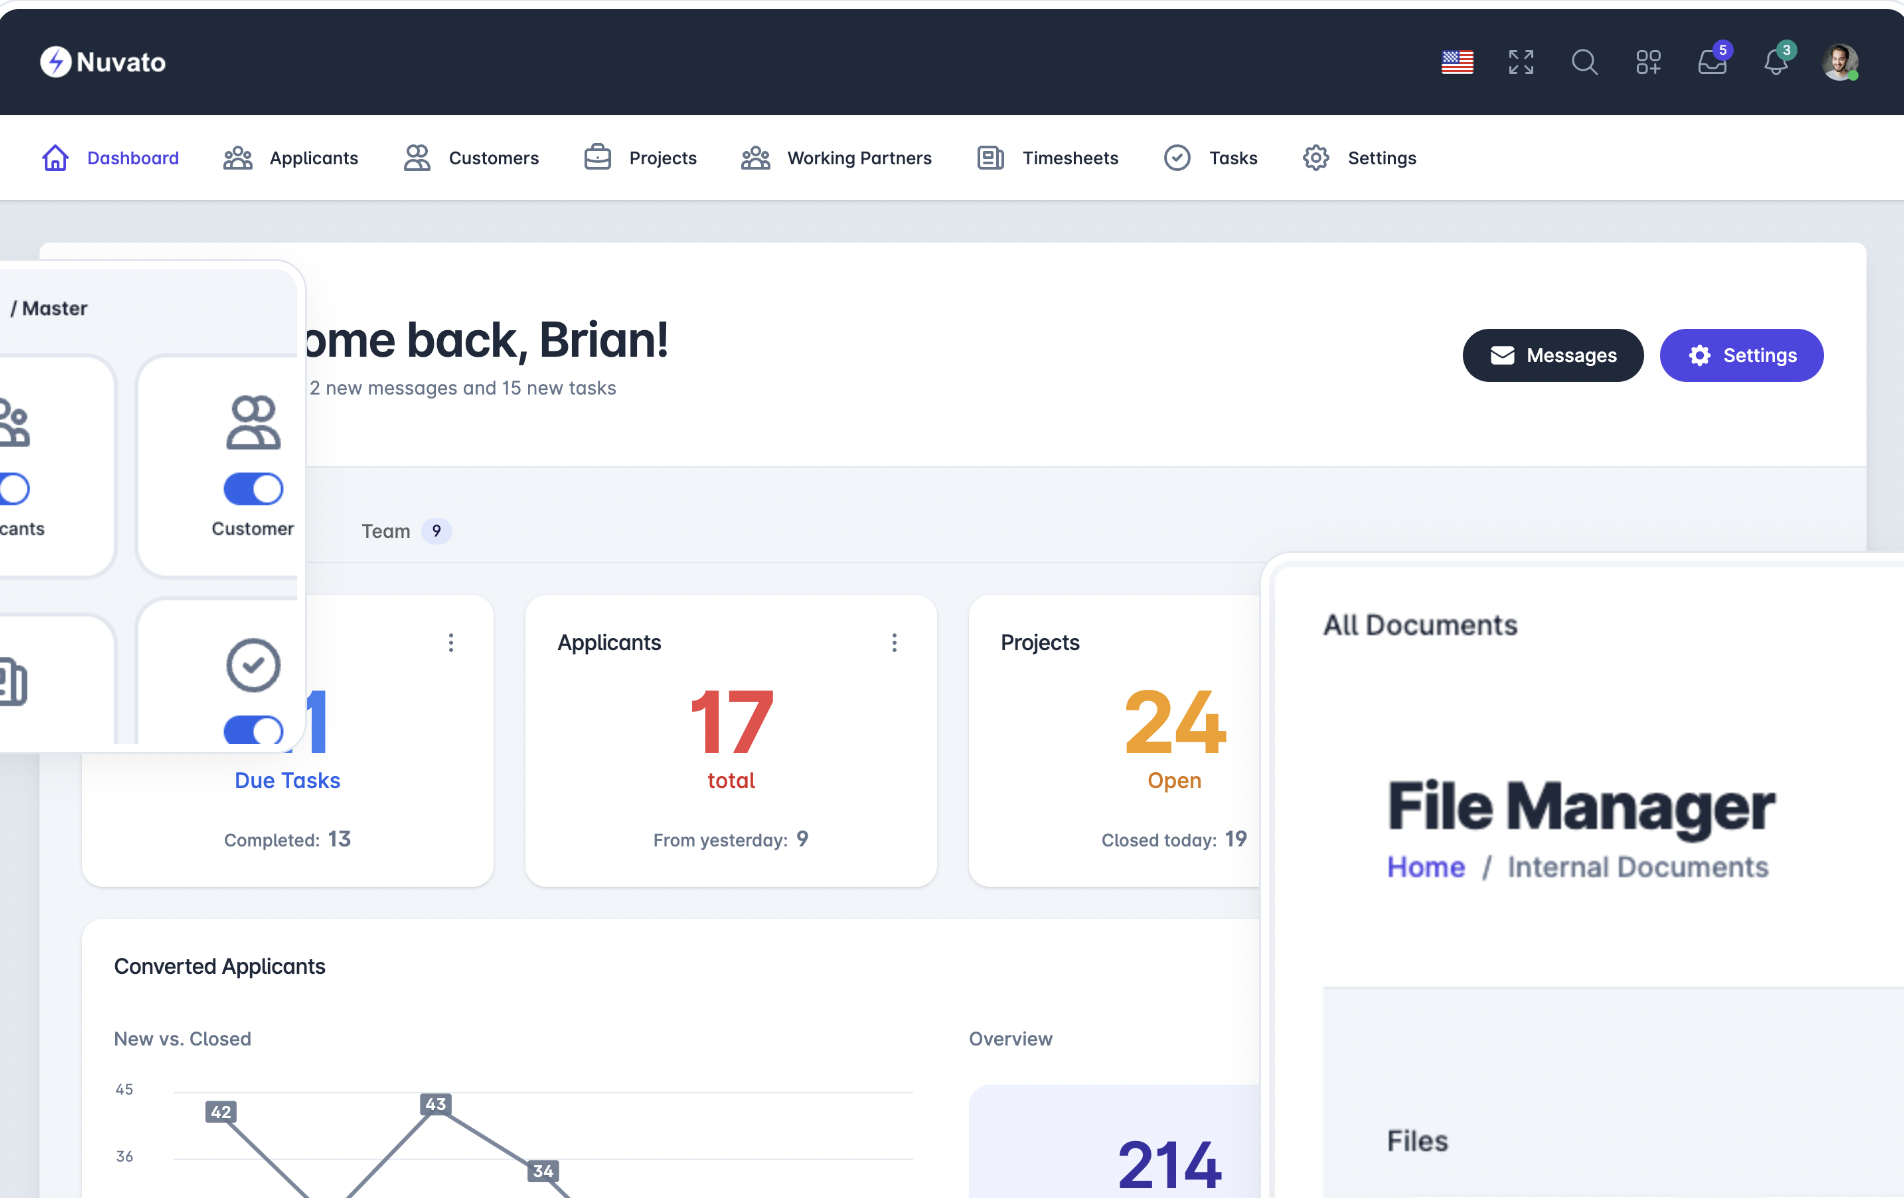 Nuvato
5
3
Dashboard
Applicants
Customers
Projects
Working Partners
Timesheets
Tasks
Settings
/ Master
ome back, Brian!
2 new messages and 15 new tasks
Messages
Settings
cants
Customer
Team 9
1
Due Tasks
Completed: 13
Applicants
17
total
From yesterday: 9
Projects
24
Open
Closed today: 19
All Documents
File Manager
Home / Internal Documents
Files
Converted Applicants
New vs. Closed
45
36
42
43
34
Overview
214